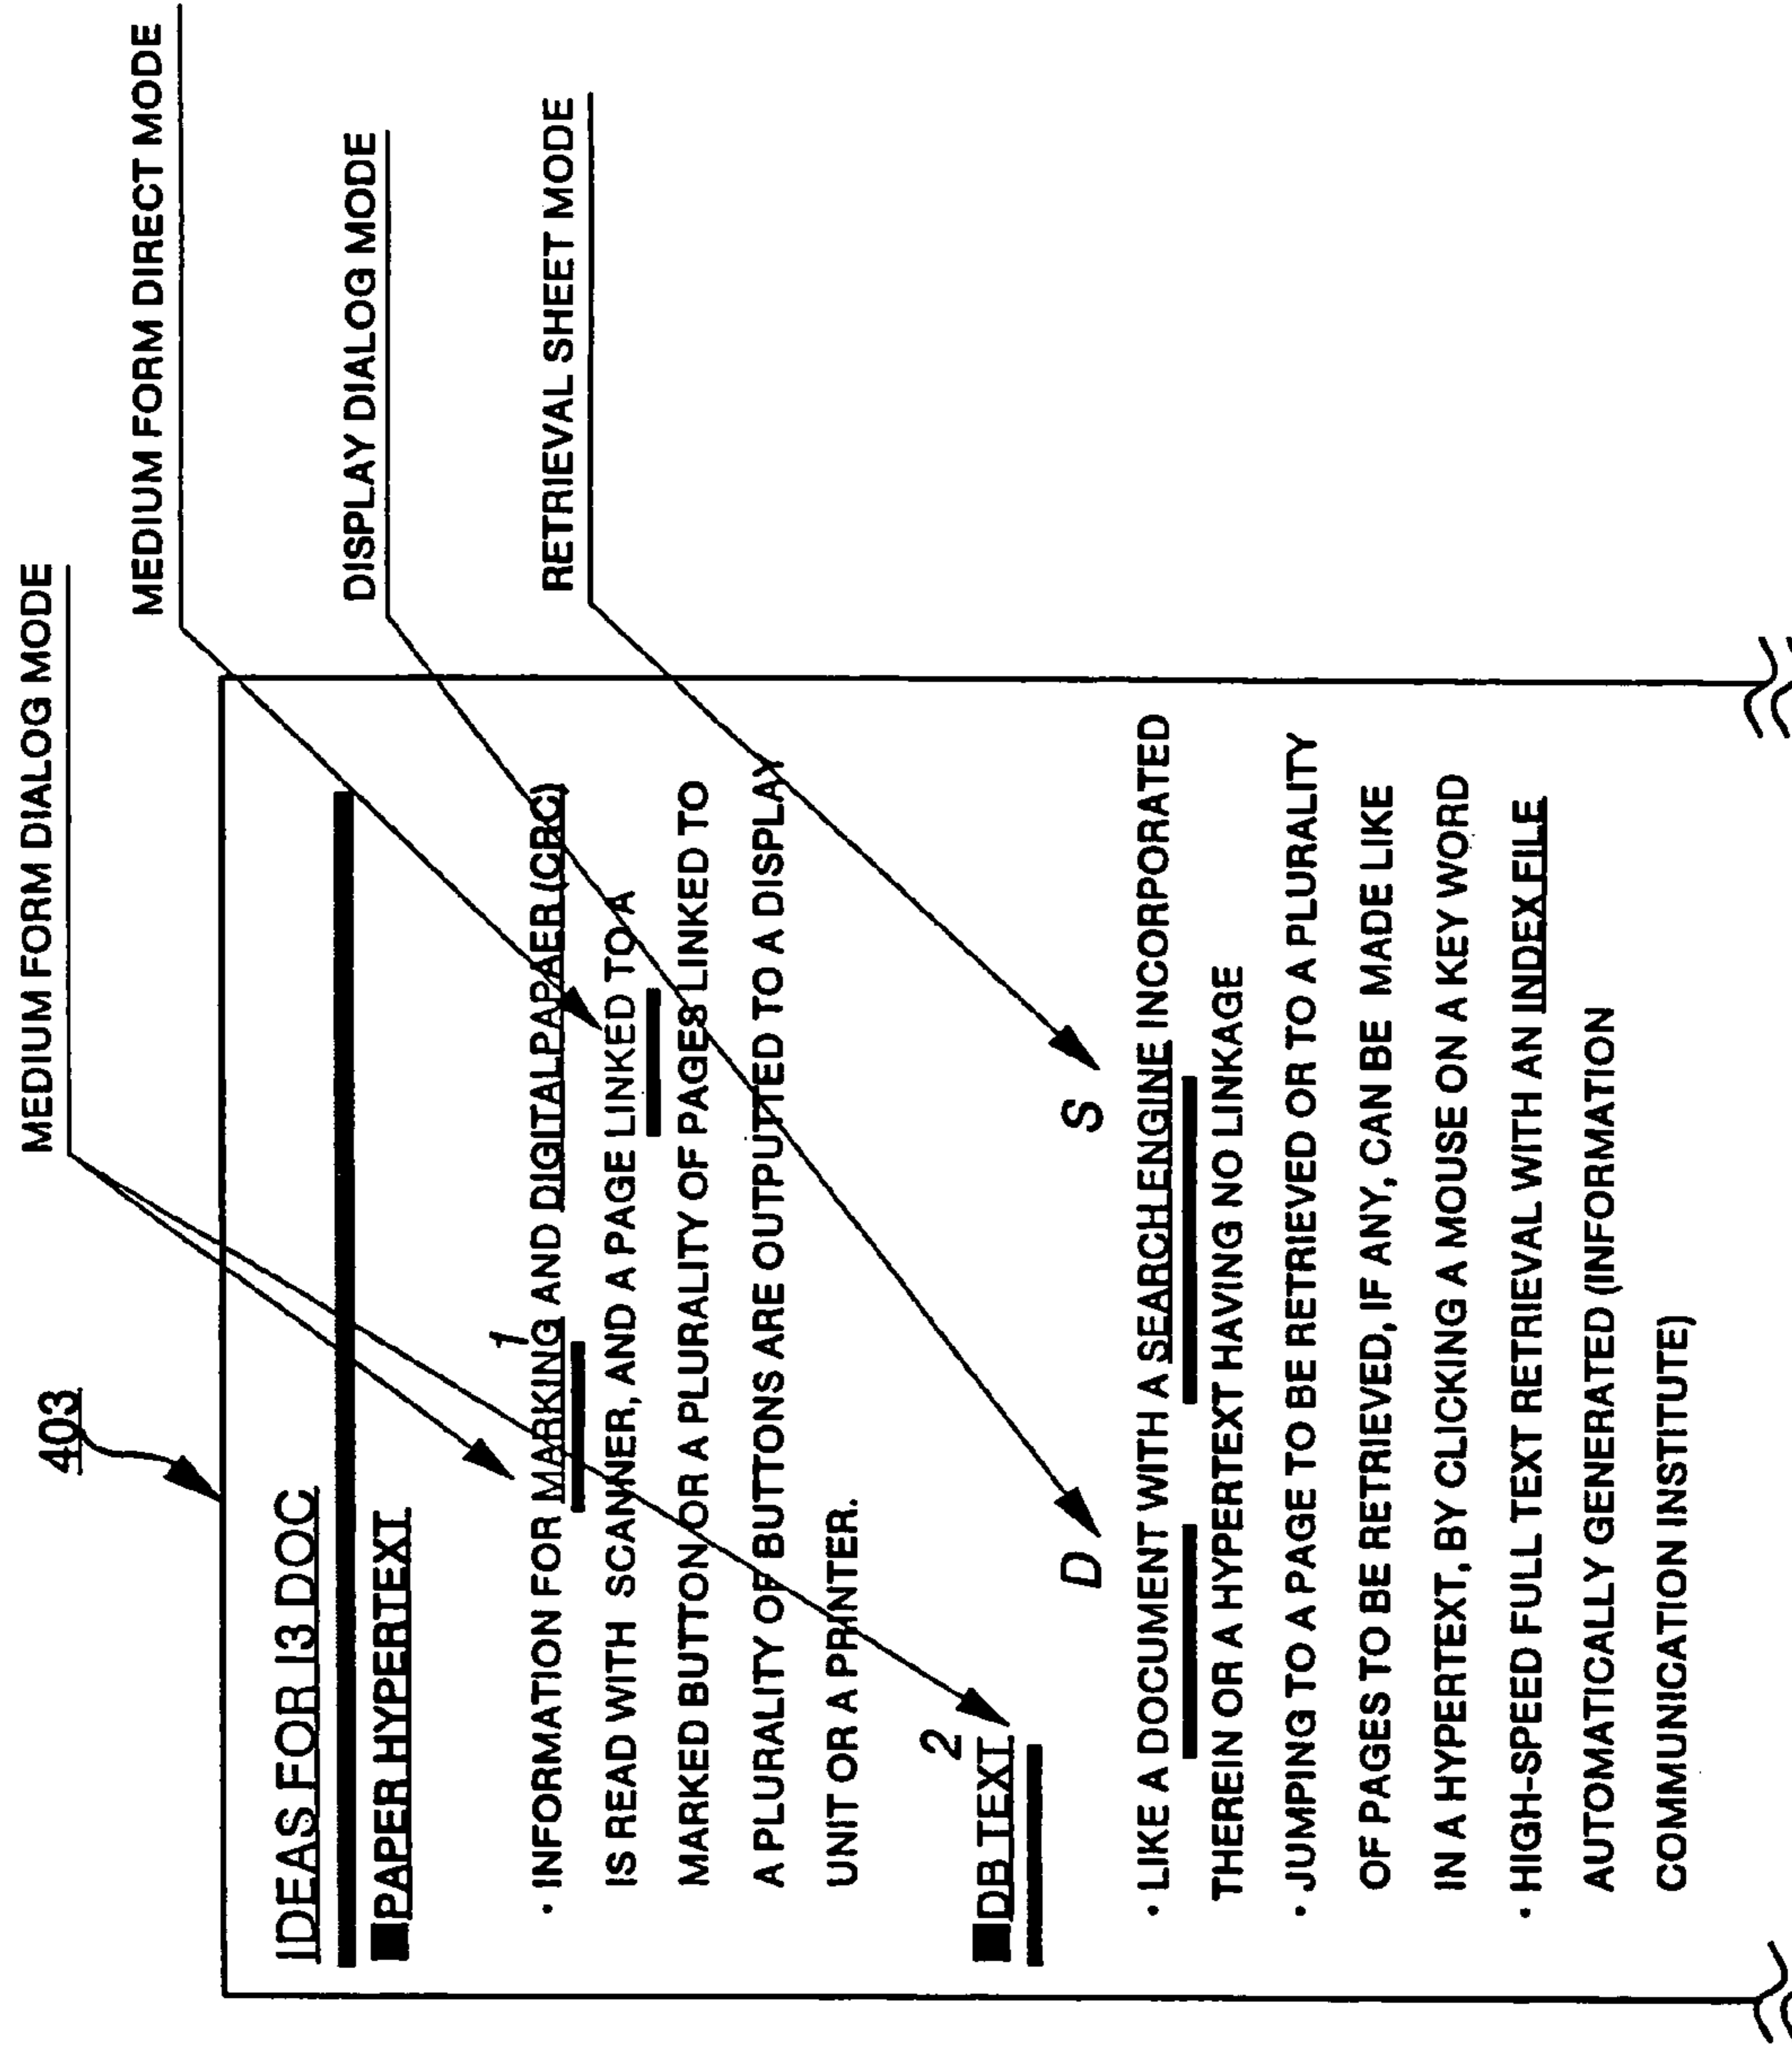 MEDIUM FORM DIALOG MODE
MEDIUM FORM DIRECT MODE
DISPLAY DIALOG MODE
RETRIEVAL SHEET MODE
403
IDEAS FOR I3 DOC
■PAPER HYPERTEXT
1
• INFORMATION FOR MARKING AND DIGITALPAPAER (CBC)
IS READ WITH SCANNER, AND A PAGE LINKED TO A
MARKED BUTTON OR A PLURALITY OF PAGES LINKED TO
A PLURALITY OF BUTTONS ARE OUTPUTTED TO A DISPLAY
UNIT OR A PRINTER.
2
■DB TEXT
D S
• LIKE A DOCUMENT WITH A SEARCH ENGINE INCORPORATED
THEREIN OR A HYPERTEXT HAVING NO LINKAGE
• JUMPING TO A PAGE TO BE RETRIEVED OR TO A PLURALITY
OF PAGES TO BE RETRIEVED, IF ANY, CAN BE MADE LIKE
IN A HYPERTEXT, BY CLICKING A MOUSE ON A KEY WORD
• HIGH-SPEED FULL TEXT RETRIEVAL WITH AN INDEX FILE
AUTOMATICALLY GENERATED (INFORMATION
COMMUNICATION INSTITUTE)